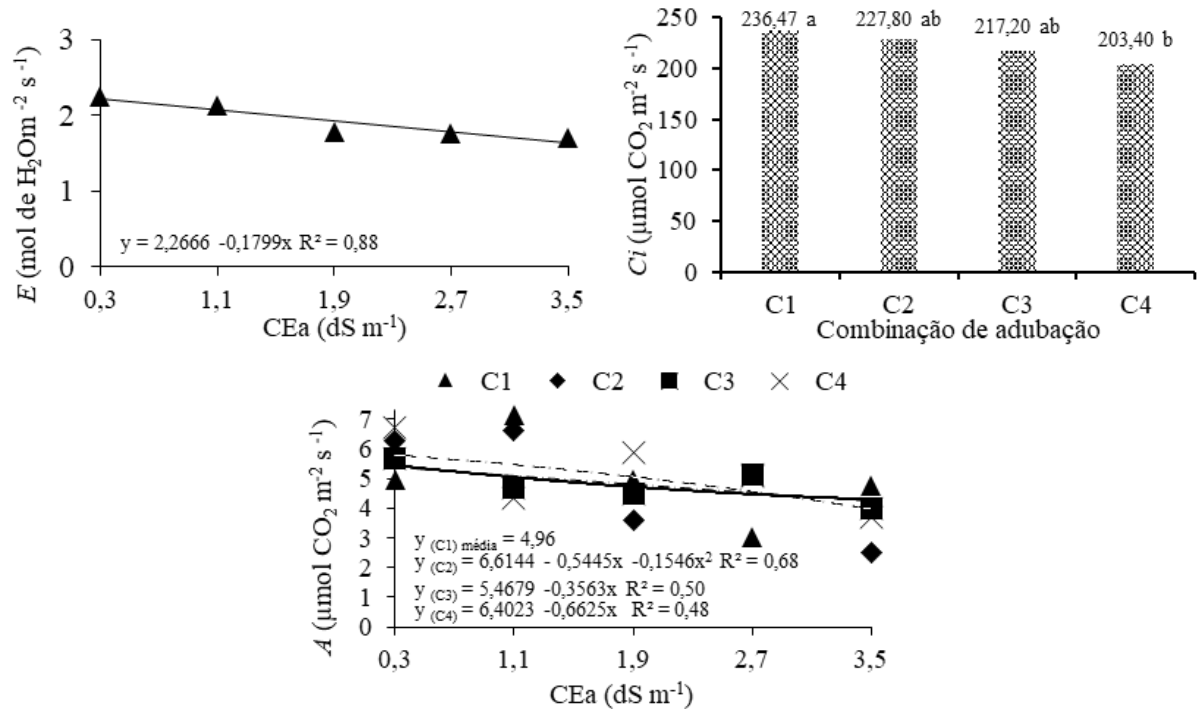 3
2
1
0
E (mol de H2Om -2 s -1)
y = 2,2666 -0,1799x R² = 0,88
0,3 1,1 1,9 2,7 3,5
CEa (dS m-1)
250
200
150
100
50
0
Ci (µmol CO2 m-2 s -1)
236,47 a 227,80 ab 217,20 ab 203,40 b
C1 C2 C3 C4
Combinação de adubação
C1 C2 C3 C4
7
6
5
4
3
2
1
0
A (µmol CO2 m-2 s -1)
y (C1) média = 4,96
y (C2) = 6,6144 - 0,5445x -0,1546x2 R² = 0,68
y (C3) = 5,4679 -0,3563x R² = 0,50
y (C4) = 6,4023 -0,6625x R² = 0,48
0,3 1,1 1,9 2,7 3,5
CEa (dS m-1)